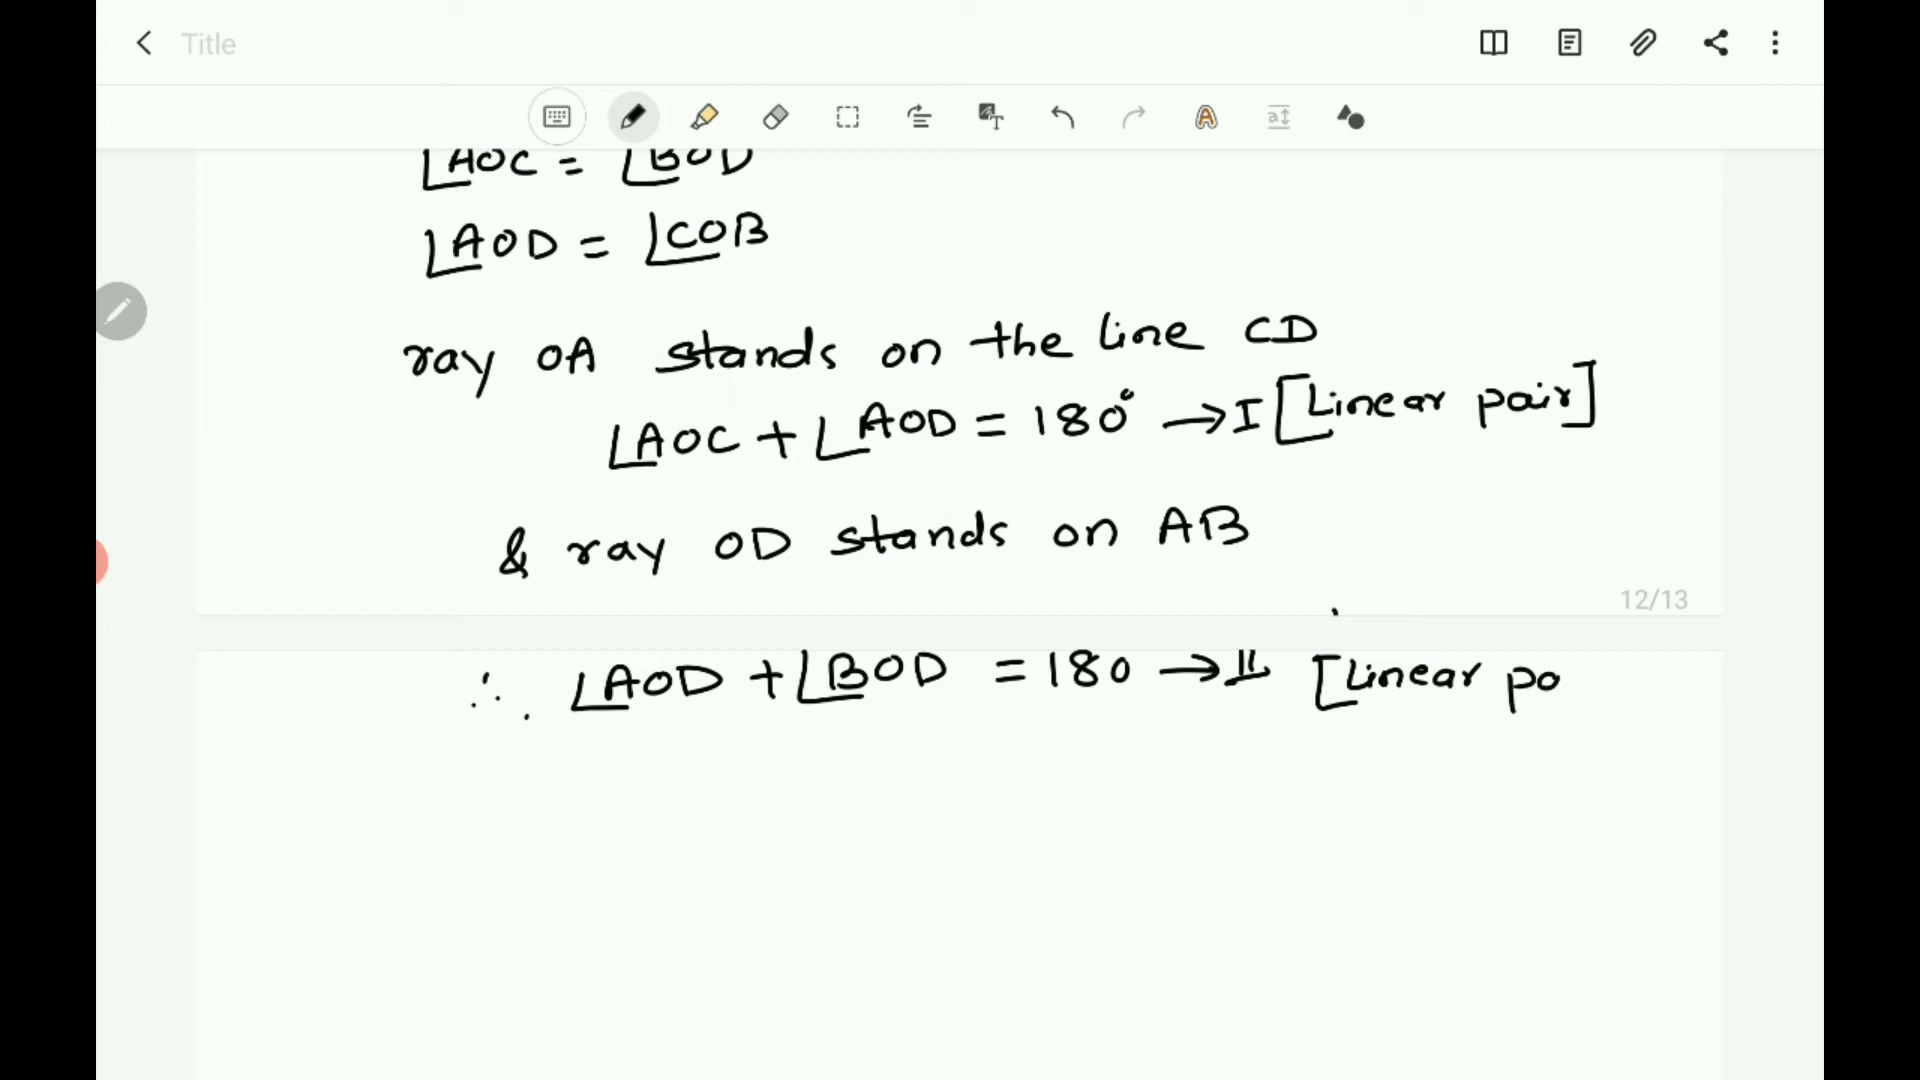 Title
∠AOC = ∠BOD
∠AOD = ∠COB
ray OA stands on the line CD
∠AOC + ∠AOD = 180° → I [Linear pair]
& ray OD stands on AB
12/13
∴ ∠AOD + ∠BOD = 180 → II [Linear pa